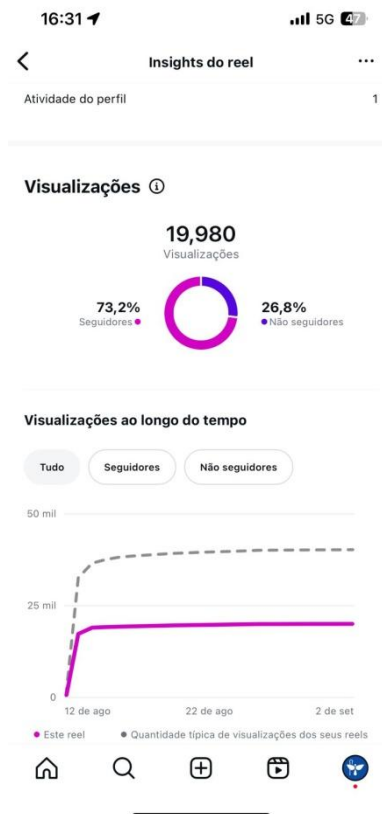 16:31 5G 47
Insights do reel
Atividade do perfil 1
Visualizações
19,980
Visualizações
73,2% 26,8%
Seguidores Não seguidores
Visualizações ao longo do tempo
Tudo Seguidores Não seguidores
50 mil
25 mil
0
12 de ago 22 de ago 2 de set
Este reel Quantidade típica de visualizações dos seus reels